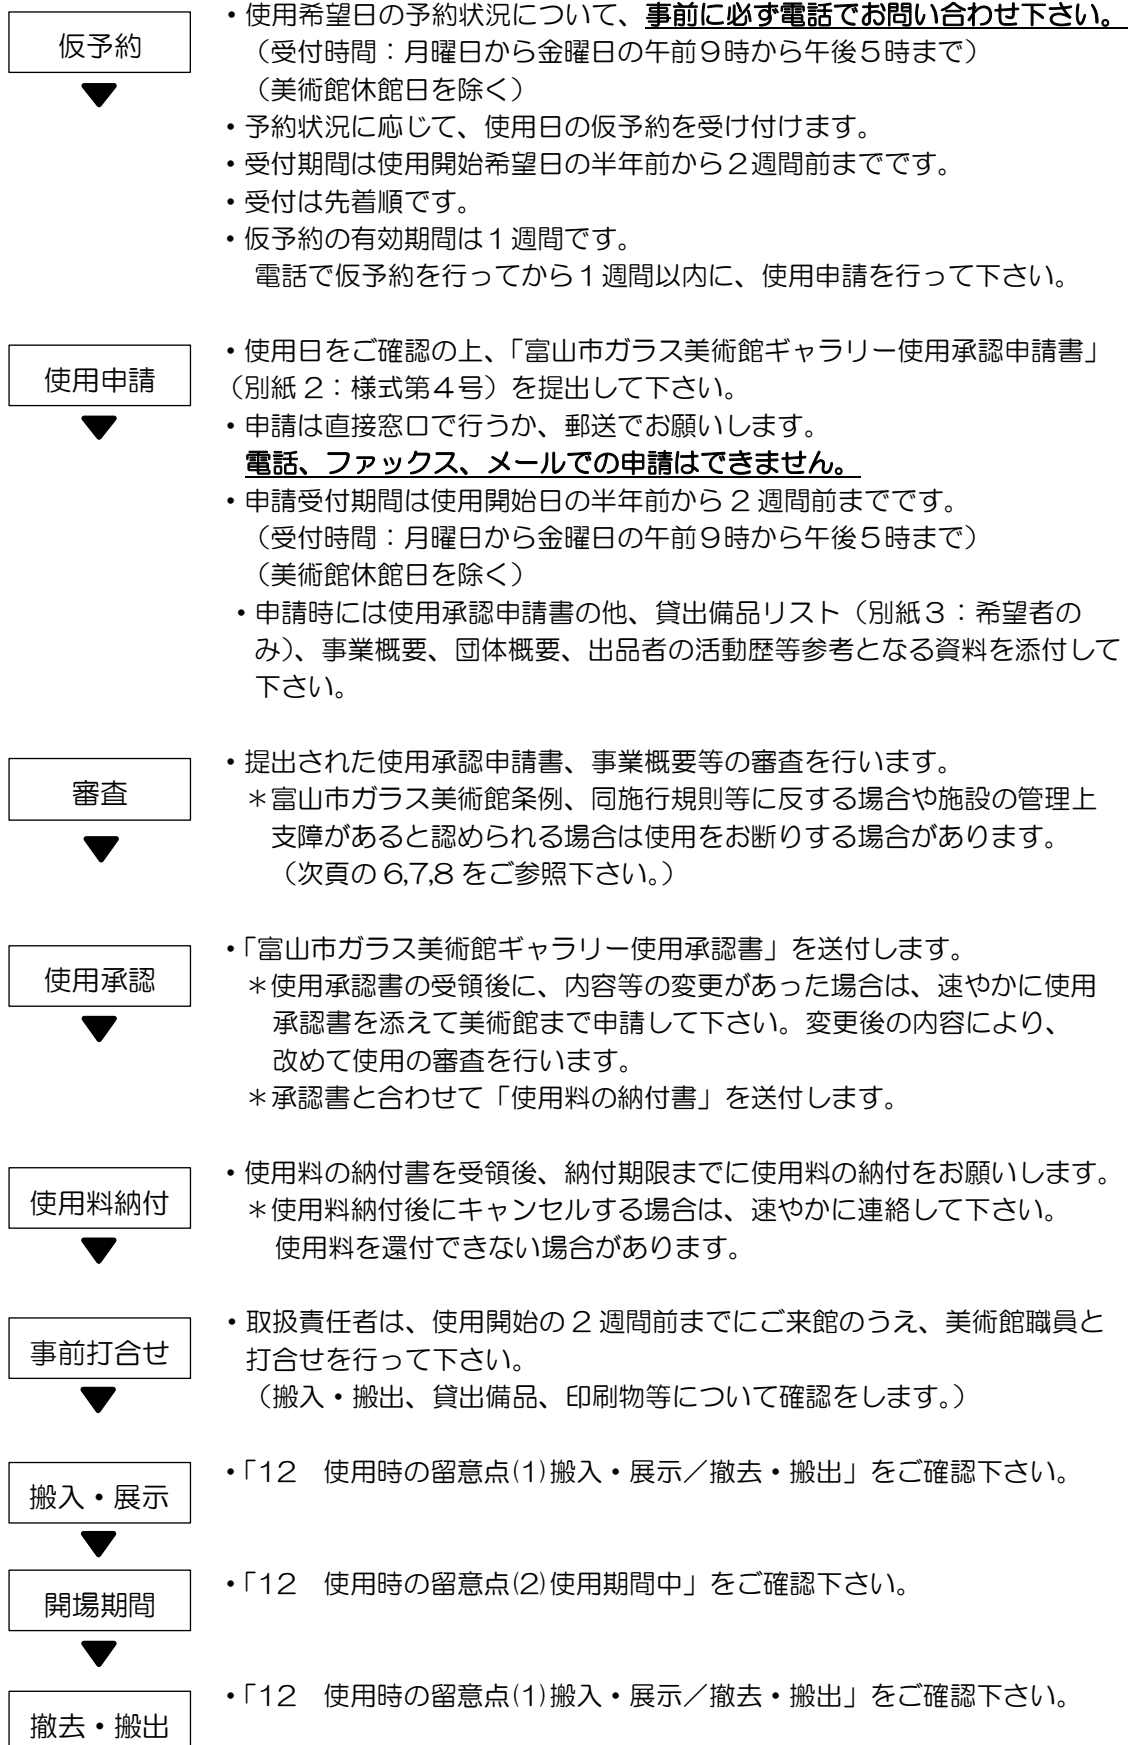 仮予約
・使用希望日の予約状況について、事前に必ず電話でお問い合わせ下さい。
（受付時間：月曜日から金曜日の午前９時から午後５時まで）
（美術館休館日を除く）
・予約状況に応じて、使用日の仮予約を受け付けます。
・受付期間は使用開始希望日の半年前から２週間前までです。
・受付は先着順です。
・仮予約の有効期間は１週間です。
電話で仮予約を行ってから１週間以内に、使用申請を行って下さい。
使用申請
・使用日をご確認の上、「富山市ガラス美術館ギャラリー使用承認申請書」
（別紙２：様式第４号）を提出して下さい。
・申請は直接窓口で行うか、郵送でお願いします。
電話、ファックス、メールでの申請はできません。
・申請受付期間は使用開始日の半年前から２週間前までです。
（受付時間：月曜日から金曜日の午前９時から午後５時まで）
（美術館休館日を除く）
・申請時には使用承認申請書の他、貸出備品リスト（別紙３：希望者の
み）、事業概要、団体概要、出品者の活動歴等参考となる資料を添付して
下さい。
審査
・提出された使用承認申請書、事業概要等の審査を行います。
＊富山市ガラス美術館条例、同施行規則等に反する場合や施設の管理上
支障があると認められる場合は使用をお断りする場合があります。
（次頁の 6,7,8 をご参照下さい。）
使用承認
・「富山市ガラス美術館ギャラリー使用承認書」を送付します。
＊使用承認書の受領後に、内容等の変更があった場合は、速やかに使用
承認書を添えて美術館まで申請して下さい。変更後の内容により、
改めて使用の審査を行います。
＊承認書と合わせて「使用料の納付書」を送付します。
使用料納付
・使用料の納付書を受領後、納付期限までに使用料の納付をお願いします。
＊使用料納付後にキャンセルする場合は、速やかに連絡して下さい。
使用料を還付できない場合があります。
事前打合せ
・取扱責任者は、使用開始の２週間前までにご来館のうえ、美術館職員と
打合せを行って下さい。
（搬入・搬出、貸出備品、印刷物等について確認をします。）
搬入・展示
・「12　使用時の留意点(1)搬入・展示／撤去・搬出」をご確認下さい。
開場期間
・「12　使用時の留意点(2)使用期間中」をご確認下さい。
撤去・搬出
・「12　使用時の留意点(1)搬入・展示／撤去・搬出」をご確認下さい。